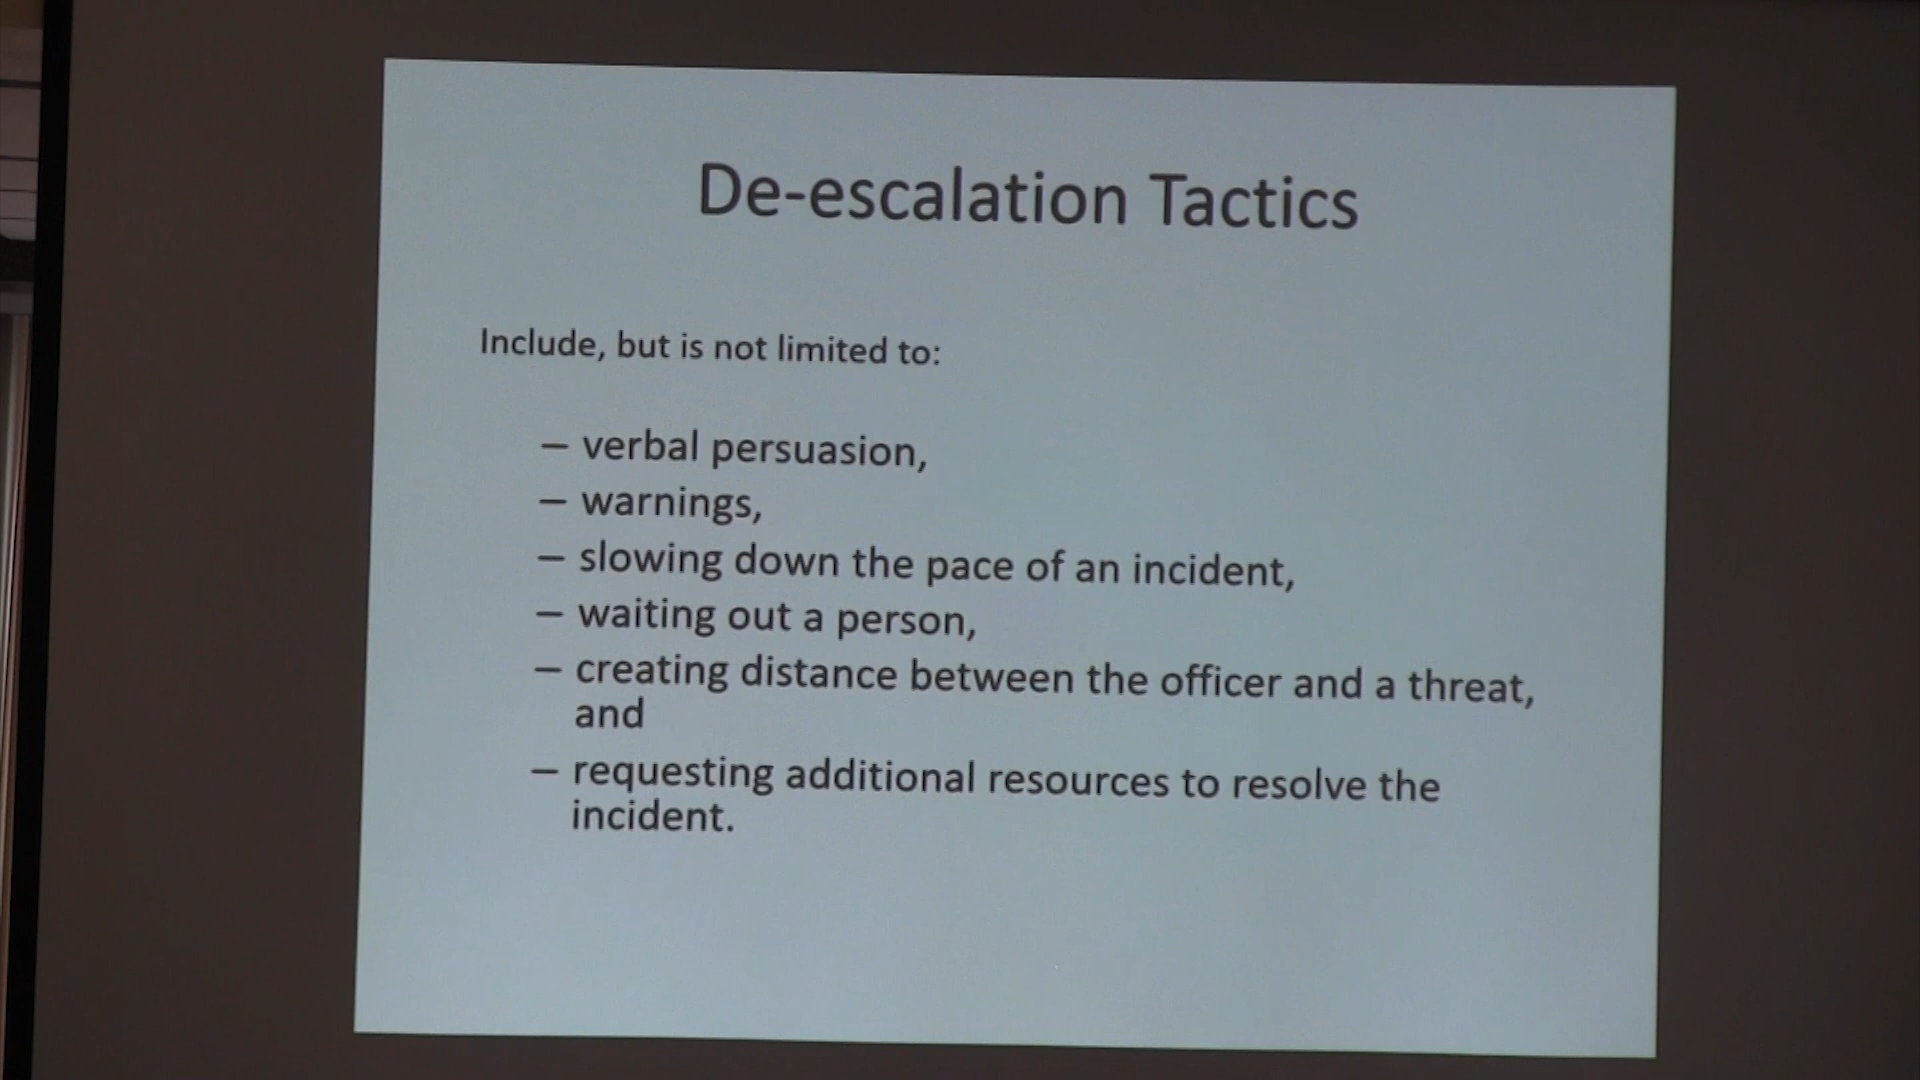 De-escalation Tactics
Include, but is not limited to:
– verbal persuasion,
– warnings,
– slowing down the pace of an incident,
– waiting out a person,
– creating distance between the officer and a threat,
and
– requesting additional resources to resolve the
incident.